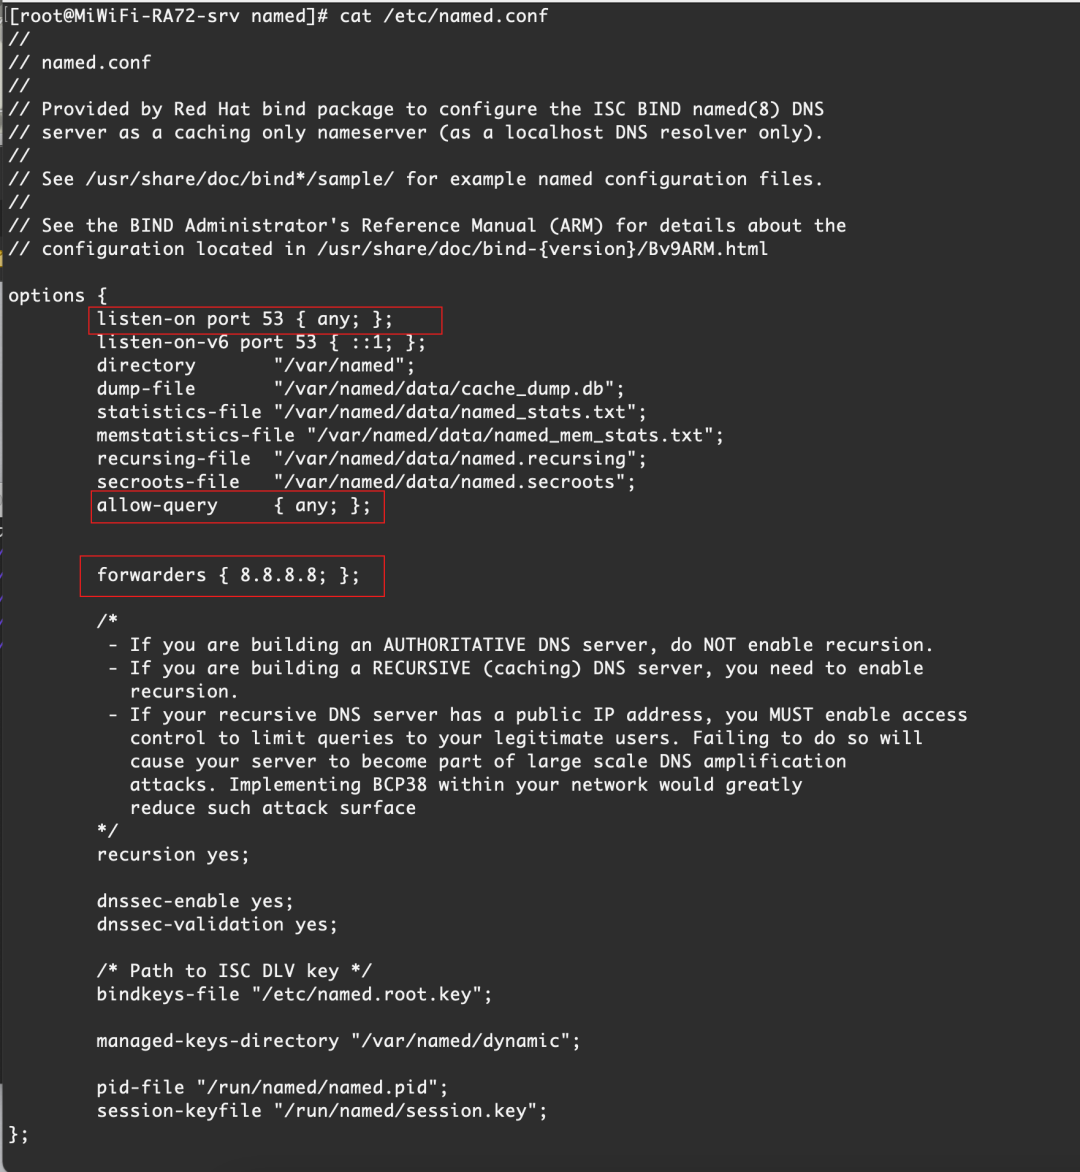 [root@MiWiFi-RA72-srv named]# cat /etc/named.conf
//
// named.conf
//
// Provided by Red Hat bind package to configure the ISC BIND named(8) DNS
// server as a caching only nameserver (as a localhost DNS resolver only).
//
// See /usr/share/doc/bind*/sample/ for example named configuration files.
//
// See the BIND Administrator's Reference Manual (ARM) for details about the
// configuration located in /usr/share/doc/bind-{version}/Bv9ARM.html

options {
        listen-on port 53 { any; };
        listen-on-v6 port 53 { ::1; };
        directory       "/var/named";
        dump-file       "/var/named/data/cache_dump.db";
        statistics-file "/var/named/data/named_stats.txt";
        memstatistics-file "/var/named/data/named_mem_stats.txt";
        recursing-file  "/var/named/data/named.recursing";
        secroots-file   "/var/named/data/named.secroots";
        allow-query     { any; };


        forwarders { 8.8.8.8; };

        /*
         - If you are building an AUTHORITATIVE DNS server, do NOT enable recursion.
         - If you are building a RECURSIVE (caching) DNS server, you need to enable
           recursion.
         - If your recursive DNS server has a public IP address, you MUST enable access
           control to limit queries to your legitimate users. Failing to do so will
           cause your server to become part of large scale DNS amplification
           attacks. Implementing BCP38 within your network would greatly
           reduce such attack surface
        */
        recursion yes;

        dnssec-enable yes;
        dnssec-validation yes;

        /* Path to ISC DLV key */
        bindkeys-file "/etc/named.root.key";

        managed-keys-directory "/var/named/dynamic";

        pid-file "/run/named/named.pid";
        session-keyfile "/run/named/session.key";
};